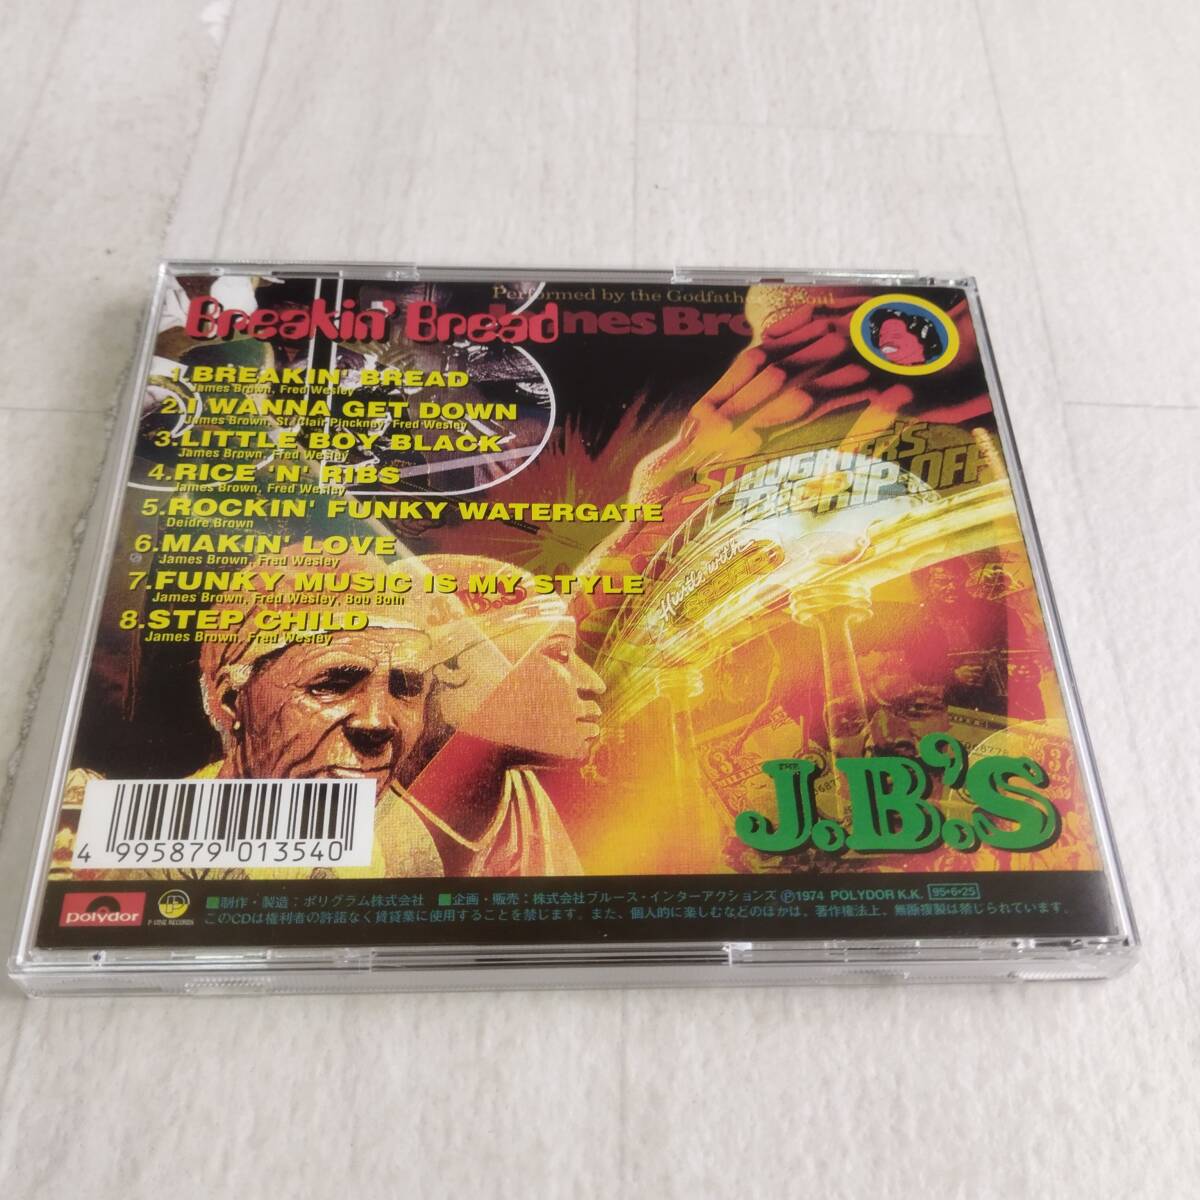 Performed by the Godfather of Soul
Breakin' Bread
1.BREAKIN' BREAD
James Brown, Fred Wesley
2.I WANNA GET DOWN
James Brown, St. Clair Pinckney, Fred Wesley
3.LITTLE BOY BLACK
James Brown, Fred Wesley
4.RICE 'N' RIBS
James Brown, Fred Wesley
5.ROCKIN' FUNKY WATERGATE
Deidre Brown
6.MAKIN' LOVE
James Brown, Fred Wesley
7.FUNKY MUSIC IS MY STYLE
James Brown, Fred Wesley, Bob Both
8.STEP CHILD
James Brown, Fred Wesley
SLAUGHTER'S
BIG RIP-OFF
Hustle with
THE
J.B.'S
4 995879 013540
polydor
P-VINE RECORDS
■制作・製造：ポリグラム株式会社 ■企画・販売：株式会社ブルース・インターアクションズ Ⓟ1974 POLYDOR K.K. 95・6・25
このCDは権利者の許諾なく賃貸業に使用することを禁じます。また、個人的に楽しむなどのほかは、著作権法上、無断複製は禁じられています。